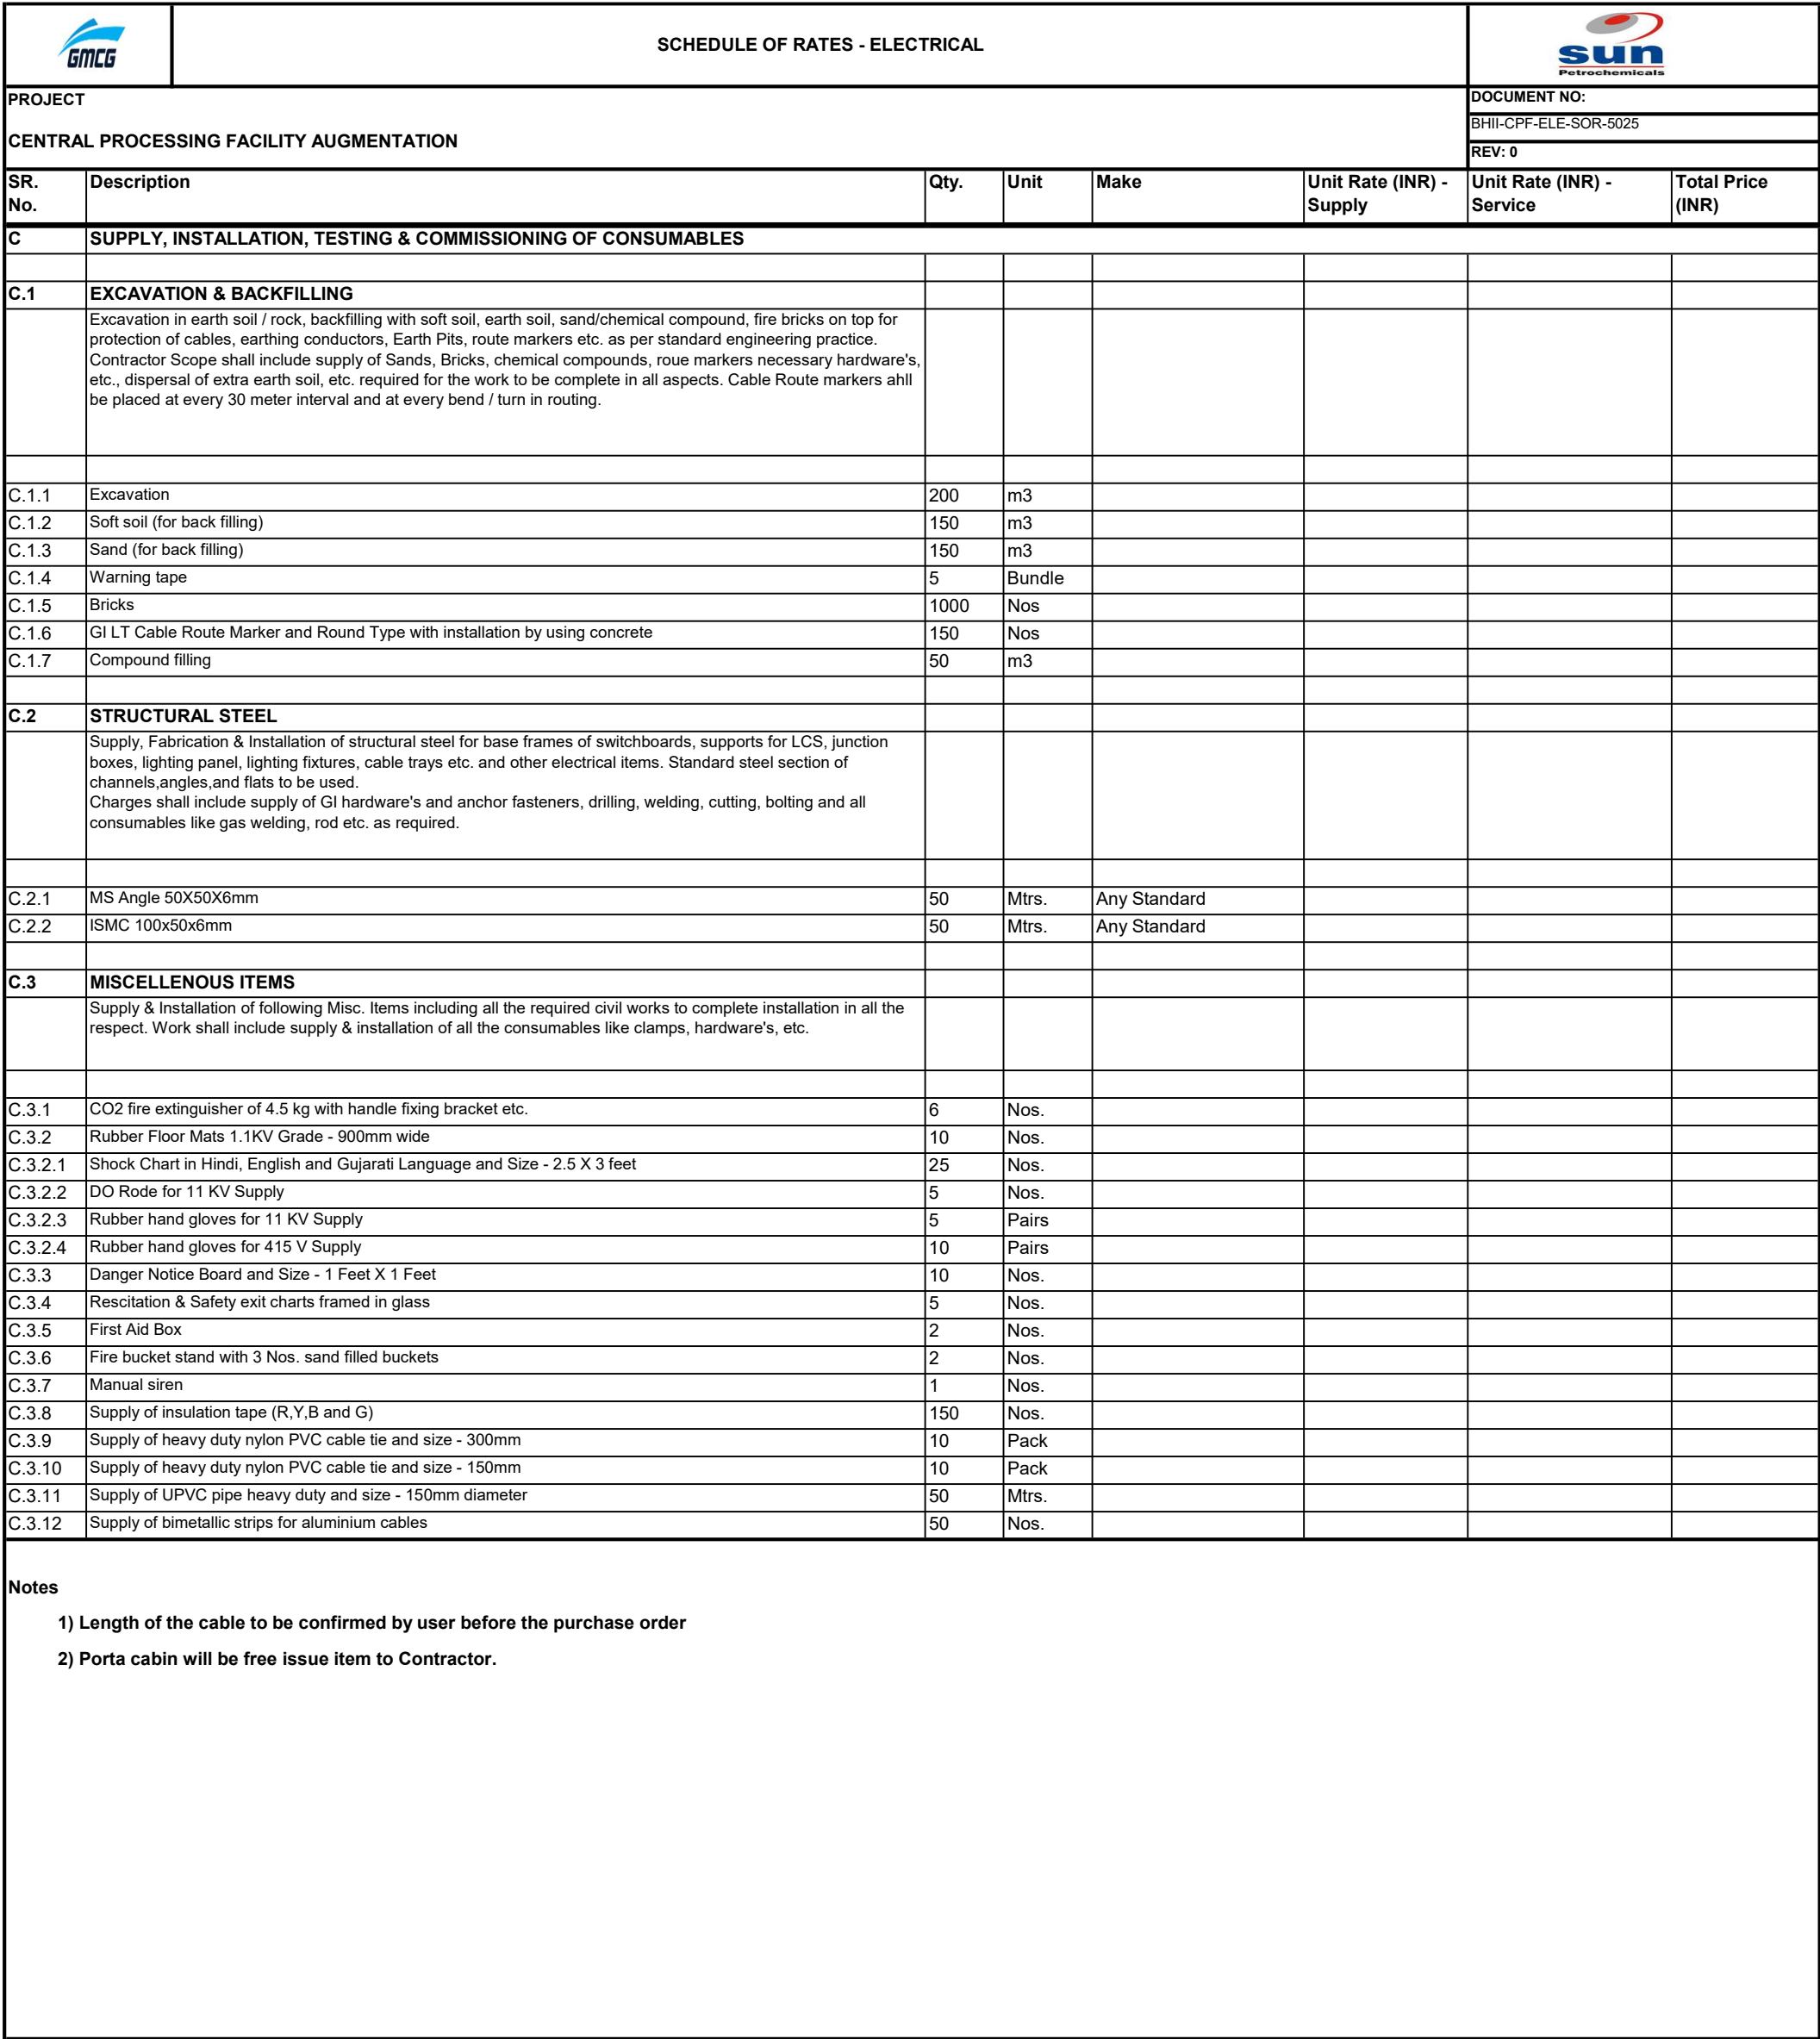 GMCG
SCHEDULE OF RATES - ELECTRICAL
sun
Petrochemicals
PROJECT
CENTRAL PROCESSING FACILITY AUGMENTATION
DOCUMENT NO:
BHII-CPF-ELE-SOR-5025
REV: 0
SR. No. Description Qty. Unit Make Unit Rate (INR) - Supply Unit Rate (INR) - Service Total Price (INR)
C SUPPLY, INSTALLATION, TESTING & COMMISSIONING OF CONSUMABLES
C.1 EXCAVATION & BACKFILLING
Excavation in earth soil / rock, backfilling with soft soil, earth soil, sand/chemical compound, fire bricks on top for
protection of cables, earthing conductors, Earth Pits, route markers etc. as per standard engineering practice.
Contractor Scope shall include supply of Sands, Bricks, chemical compounds, roue markers necessary hardware's,
etc., dispersal of extra earth soil, etc. required for the work to be complete in all aspects. Cable Route markers ahll
be placed at every 30 meter interval and at every bend / turn in routing.
C.1.1 Excavation 200 m3
C.1.2 Soft soil (for back filling) 150 m3
C.1.3 Sand (for back filling) 150 m3
C.1.4 Warning tape 5 Bundle
C.1.5 Bricks 1000 Nos
C.1.6 GI LT Cable Route Marker and Round Type with installation by using concrete 150 Nos
C.1.7 Compound filling 50 m3
C.2 STRUCTURAL STEEL
Supply, Fabrication & Installation of structural steel for base frames of switchboards, supports for LCS, junction
boxes, lighting panel, lighting fixtures, cable trays etc. and other electrical items. Standard steel section of
channels,angles,and flats to be used.
Charges shall include supply of GI hardware's and anchor fasteners, drilling, welding, cutting, bolting and all
consumables like gas welding, rod etc. as required.
C.2.1 MS Angle 50X50X6mm 50 Mtrs. Any Standard
C.2.2 ISMC 100x50x6mm 50 Mtrs. Any Standard
C.3 MISCELLENOUS ITEMS
Supply & Installation of following Misc. Items including all the required civil works to complete installation in all the
respect. Work shall include supply & installation of all the consumables like clamps, hardware's, etc.
C.3.1 CO2 fire extinguisher of 4.5 kg with handle fixing bracket etc. 6 Nos.
C.3.2 Rubber Floor Mats 1.1KV Grade - 900mm wide 10 Nos.
C.3.2.1 Shock Chart in Hindi, English and Gujarati Language and Size - 2.5 X 3 feet 25 Nos.
C.3.2.2 DO Rode for 11 KV Supply 5 Nos.
C.3.2.3 Rubber hand gloves for 11 KV Supply 5 Pairs
C.3.2.4 Rubber hand gloves for 415 V Supply 10 Pairs
C.3.3 Danger Notice Board and Size - 1 Feet X 1 Feet 10 Nos.
C.3.4 Rescitation & Safety exit charts framed in glass 5 Nos.
C.3.5 First Aid Box 2 Nos.
C.3.6 Fire bucket stand with 3 Nos. sand filled buckets 2 Nos.
C.3.7 Manual siren 1 Nos.
C.3.8 Supply of insulation tape (R,Y,B and G) 150 Nos.
C.3.9 Supply of heavy duty nylon PVC cable tie and size - 300mm 10 Pack
C.3.10 Supply of heavy duty nylon PVC cable tie and size - 150mm 10 Pack
C.3.11 Supply of UPVC pipe heavy duty and size - 150mm diameter 50 Mtrs.
C.3.12 Supply of bimetallic strips for aluminium cables 50 Nos.
Notes
1) Length of the cable to be confirmed by user before the purchase order
2) Porta cabin will be free issue item to Contractor.